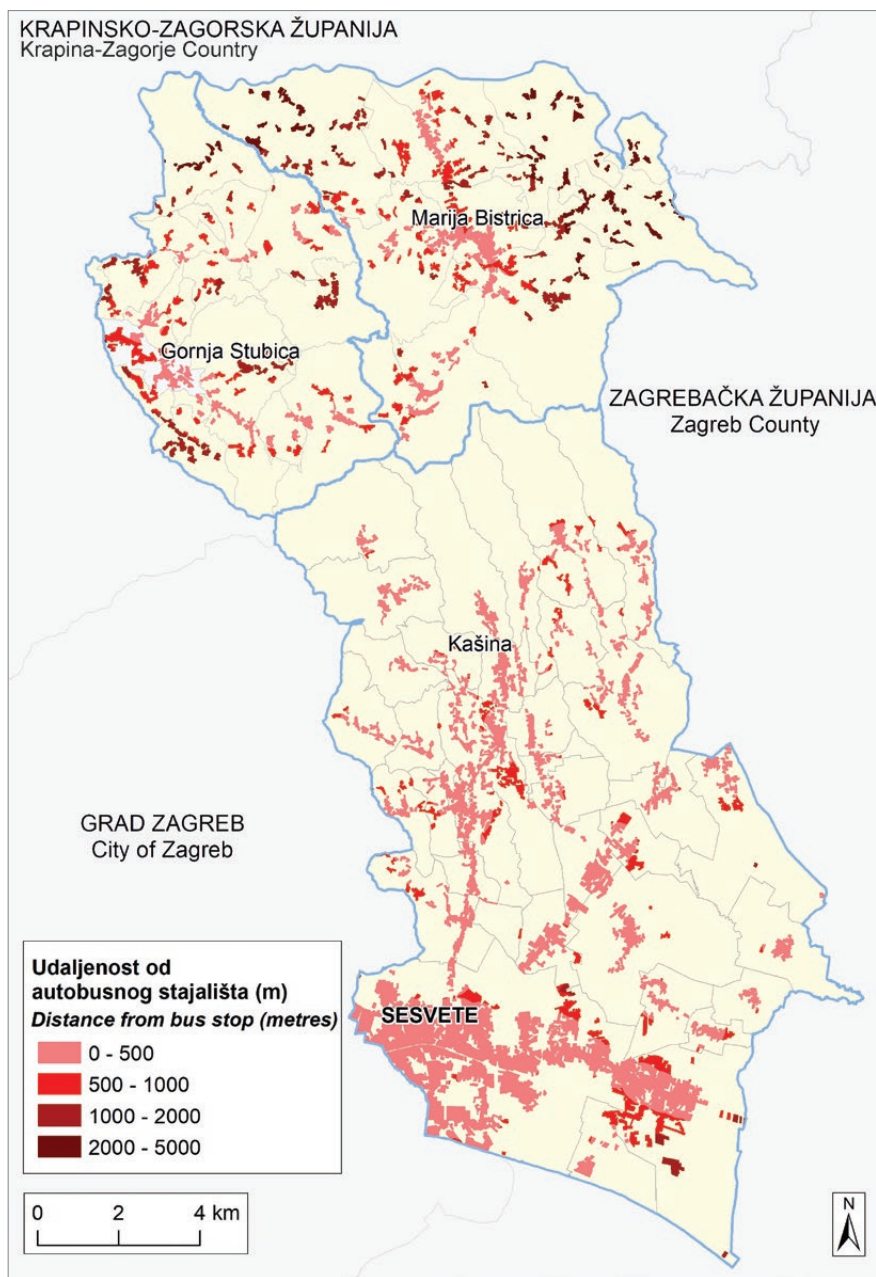 KRAPINSKO-ZAGORSKA ŽUPANIJA
Krapina-Zagorje Country
Marija Bistrica
Gornja Stubica
ZAGREBAČKA ŽUPANIJA
Zagreb County
Kašina
GRAD ZAGREB
City of Zagreb
SESVETE
Udaljenost od
autobusnog stajališta (m)
Distance from bus stop (metres)
0 - 500
500 - 1000
1000 - 2000
2000 - 5000
0 2 4 km
N